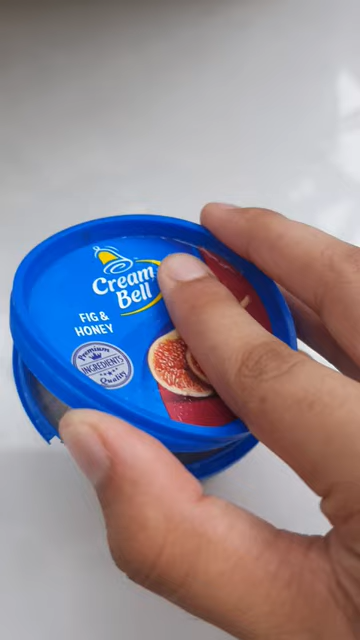 Cream
Bell
FIG &
HONEY
Premium
INGREDIENTS
Quality